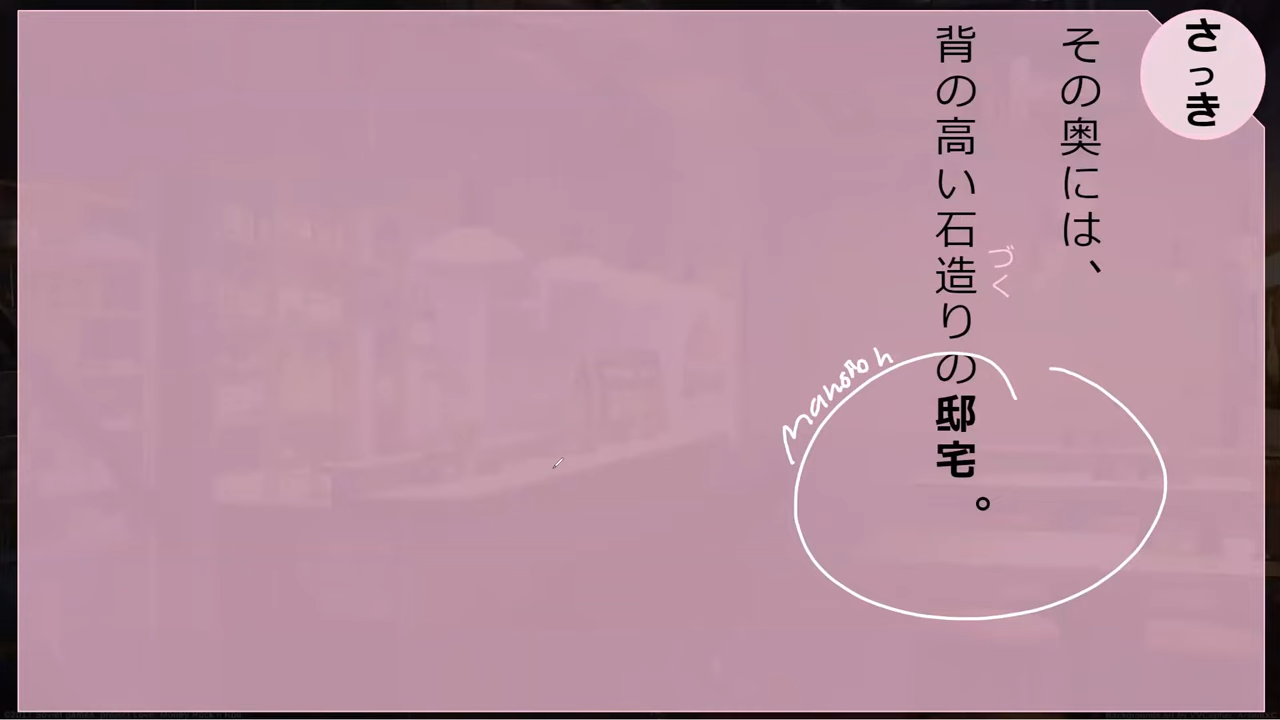 さっき
その奥には、
づく
背の高い石造りの邸宅。